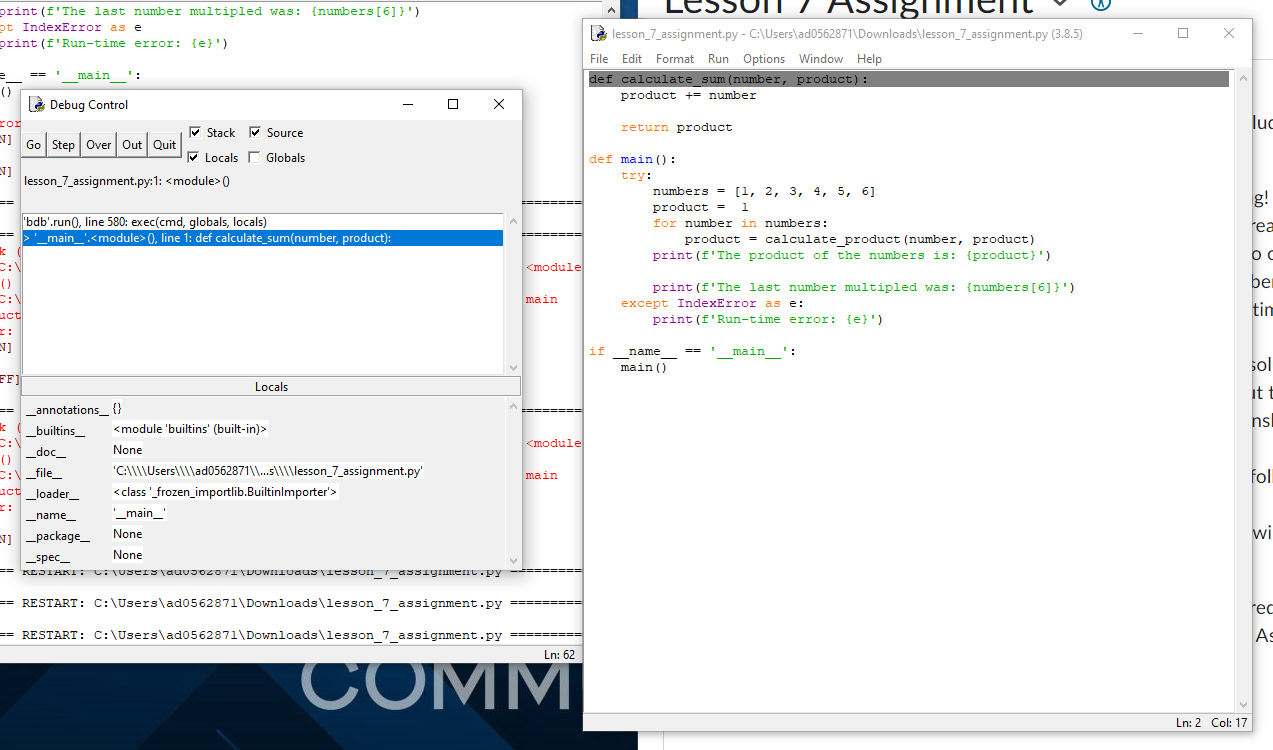 print(f'The last number multipled was: {numbers[6]}')
pt IndexError as e
print(f'Run-time error: {e}')
e__ == '__main__':
()
Debug Control
Go Step Over Out Quit
Stack Source
Locals Globals
lesson_7_assignment.py:1: <module>()
'bdb'.run(), line 580: exec(cmd, globals, locals)
> '__main__'.<module>(), line 1: def calculate_sum(number, product):
Locals
__annotations__ {}
__builtins__ <module 'builtins' (built-in)>
__doc__ None
__file__ 'C:\\\\Users\\\\ad0562871\\...s\\\\lesson_7_assignment.py'
__loader__ <class '_frozen_importlib.BuiltinImporter'>
__name__ '__main__'
__package__ None
__spec__ None
<module
main
<module
main
== RESTART: C:\Users\ad0562871\Downloads\lesson_7_assignment.py =========
== RESTART: C:\Users\ad0562871\Downloads\lesson_7_assignment.py =========
== RESTART: C:\Users\ad0562871\Downloads\lesson_7_assignment.py =========
Ln: 62
COMM
Lesson 7 Assignment
lesson_7_assignment.py - C:\Users\ad0562871\Downloads\lesson_7_assignment.py (3.8.5)
File Edit Format Run Options Window Help
def calculate_sum(number, product):
product += number
return product
def main():
try:
numbers = [1, 2, 3, 4, 5, 6]
product = 1
for number in numbers:
product = calculate_product(number, product)
print(f'The product of the numbers is: {product}')
print(f'The last number multipled was: {numbers[6]}')
except IndexError as e:
print(f'Run-time error: {e}')
if __name__ == '__main__':
main()
Ln: 2 Col: 17